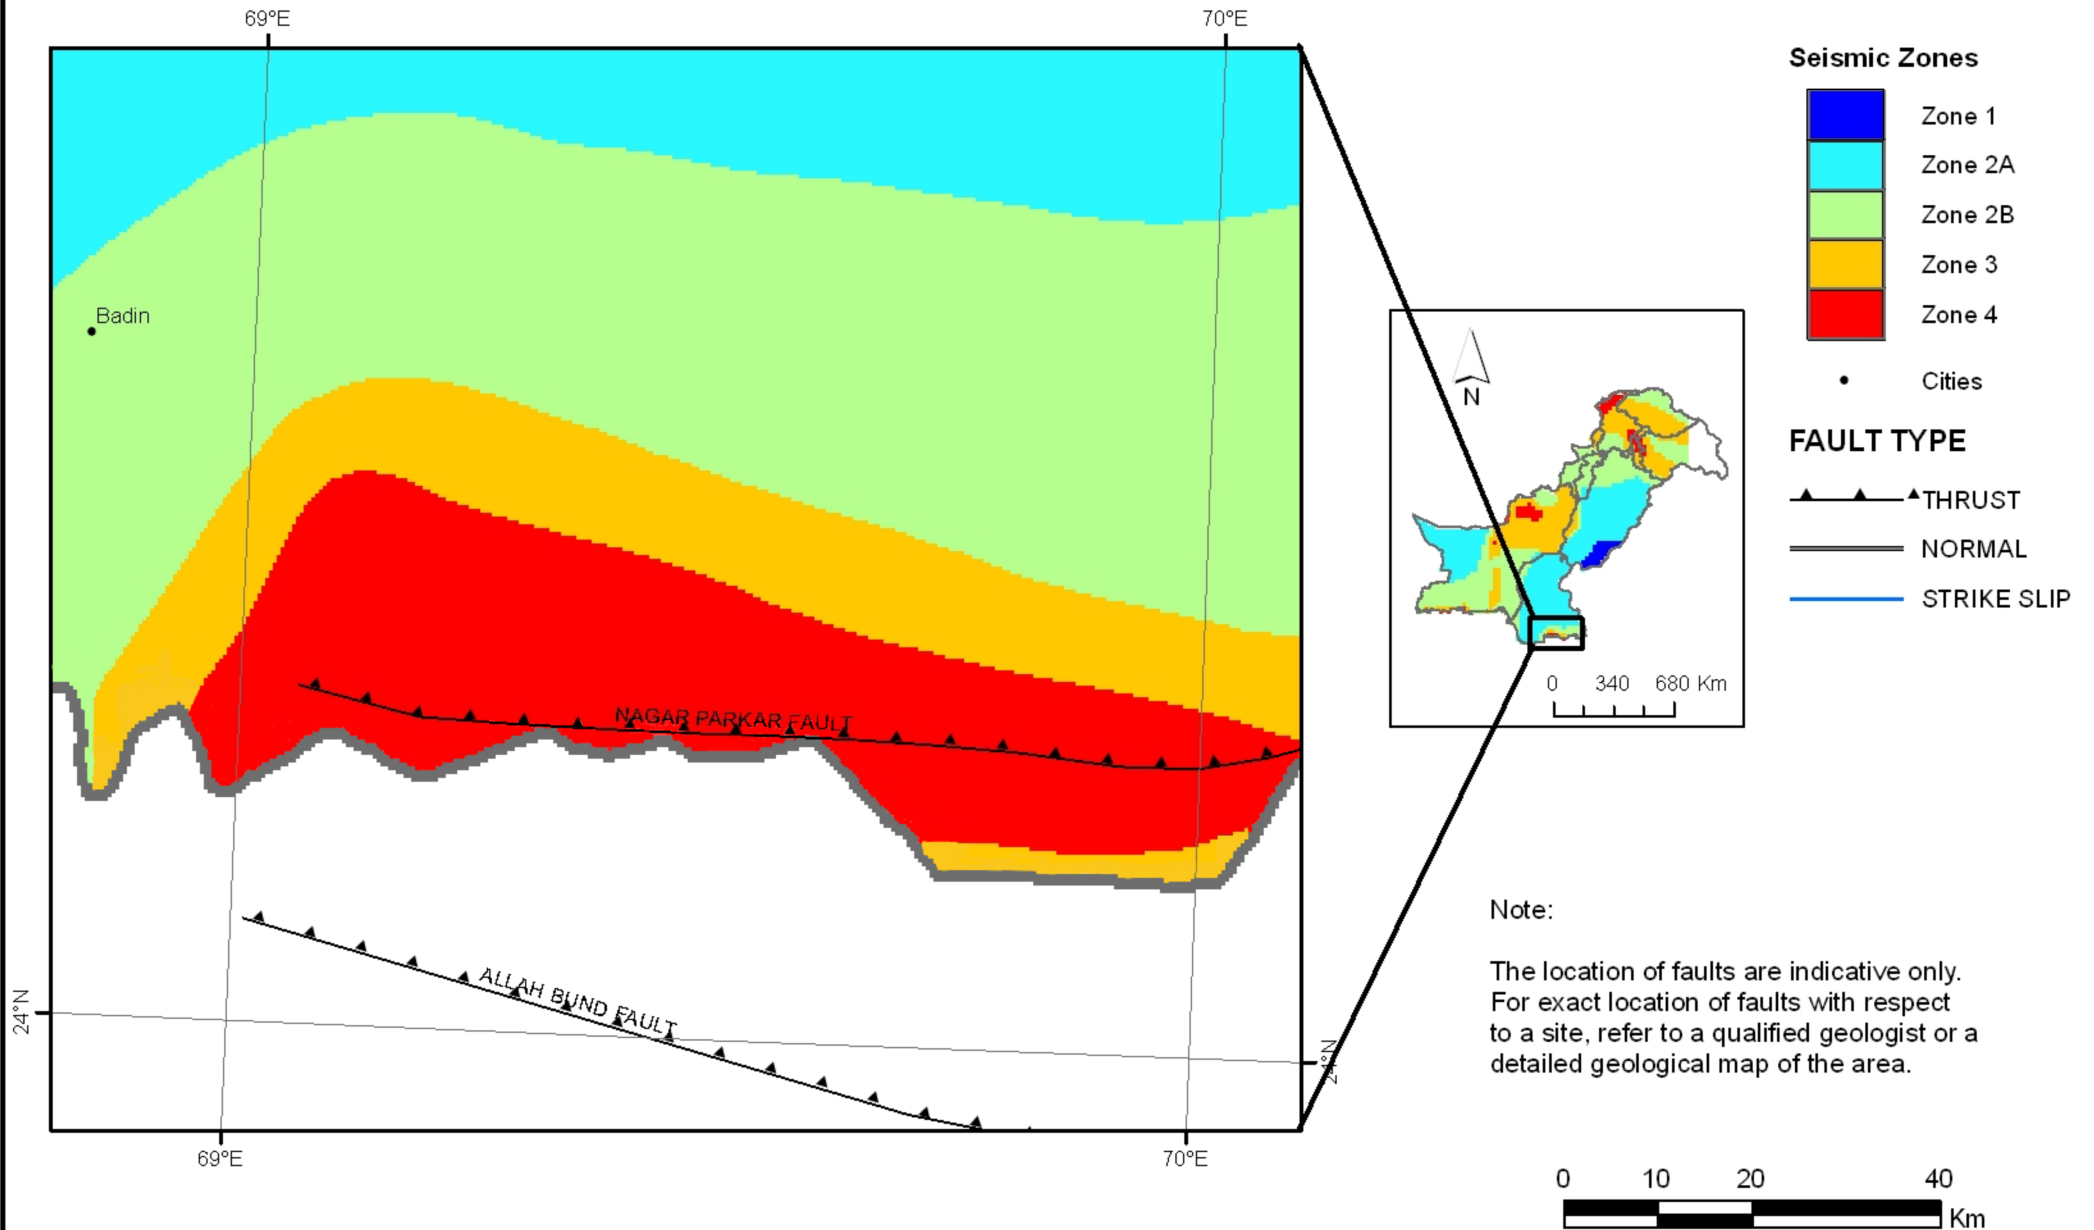 69°E
70°E
Badin
NAGAR PARKAR FAULT
ALLAH BUND FAULT
24°N
24°N
69°E
70°E
N
0 340 680 Km
Seismic Zones
Zone 1
Zone 2A
Zone 2B
Zone 3
Zone 4
Cities
FAULT TYPE
THRUST
NORMAL
STRIKE SLIP
Note:
The location of faults are indicative only.
For exact location of faults with respect
to a site, refer to a qualified geologist or a
detailed geological map of the area.
0 10 20 40
Km